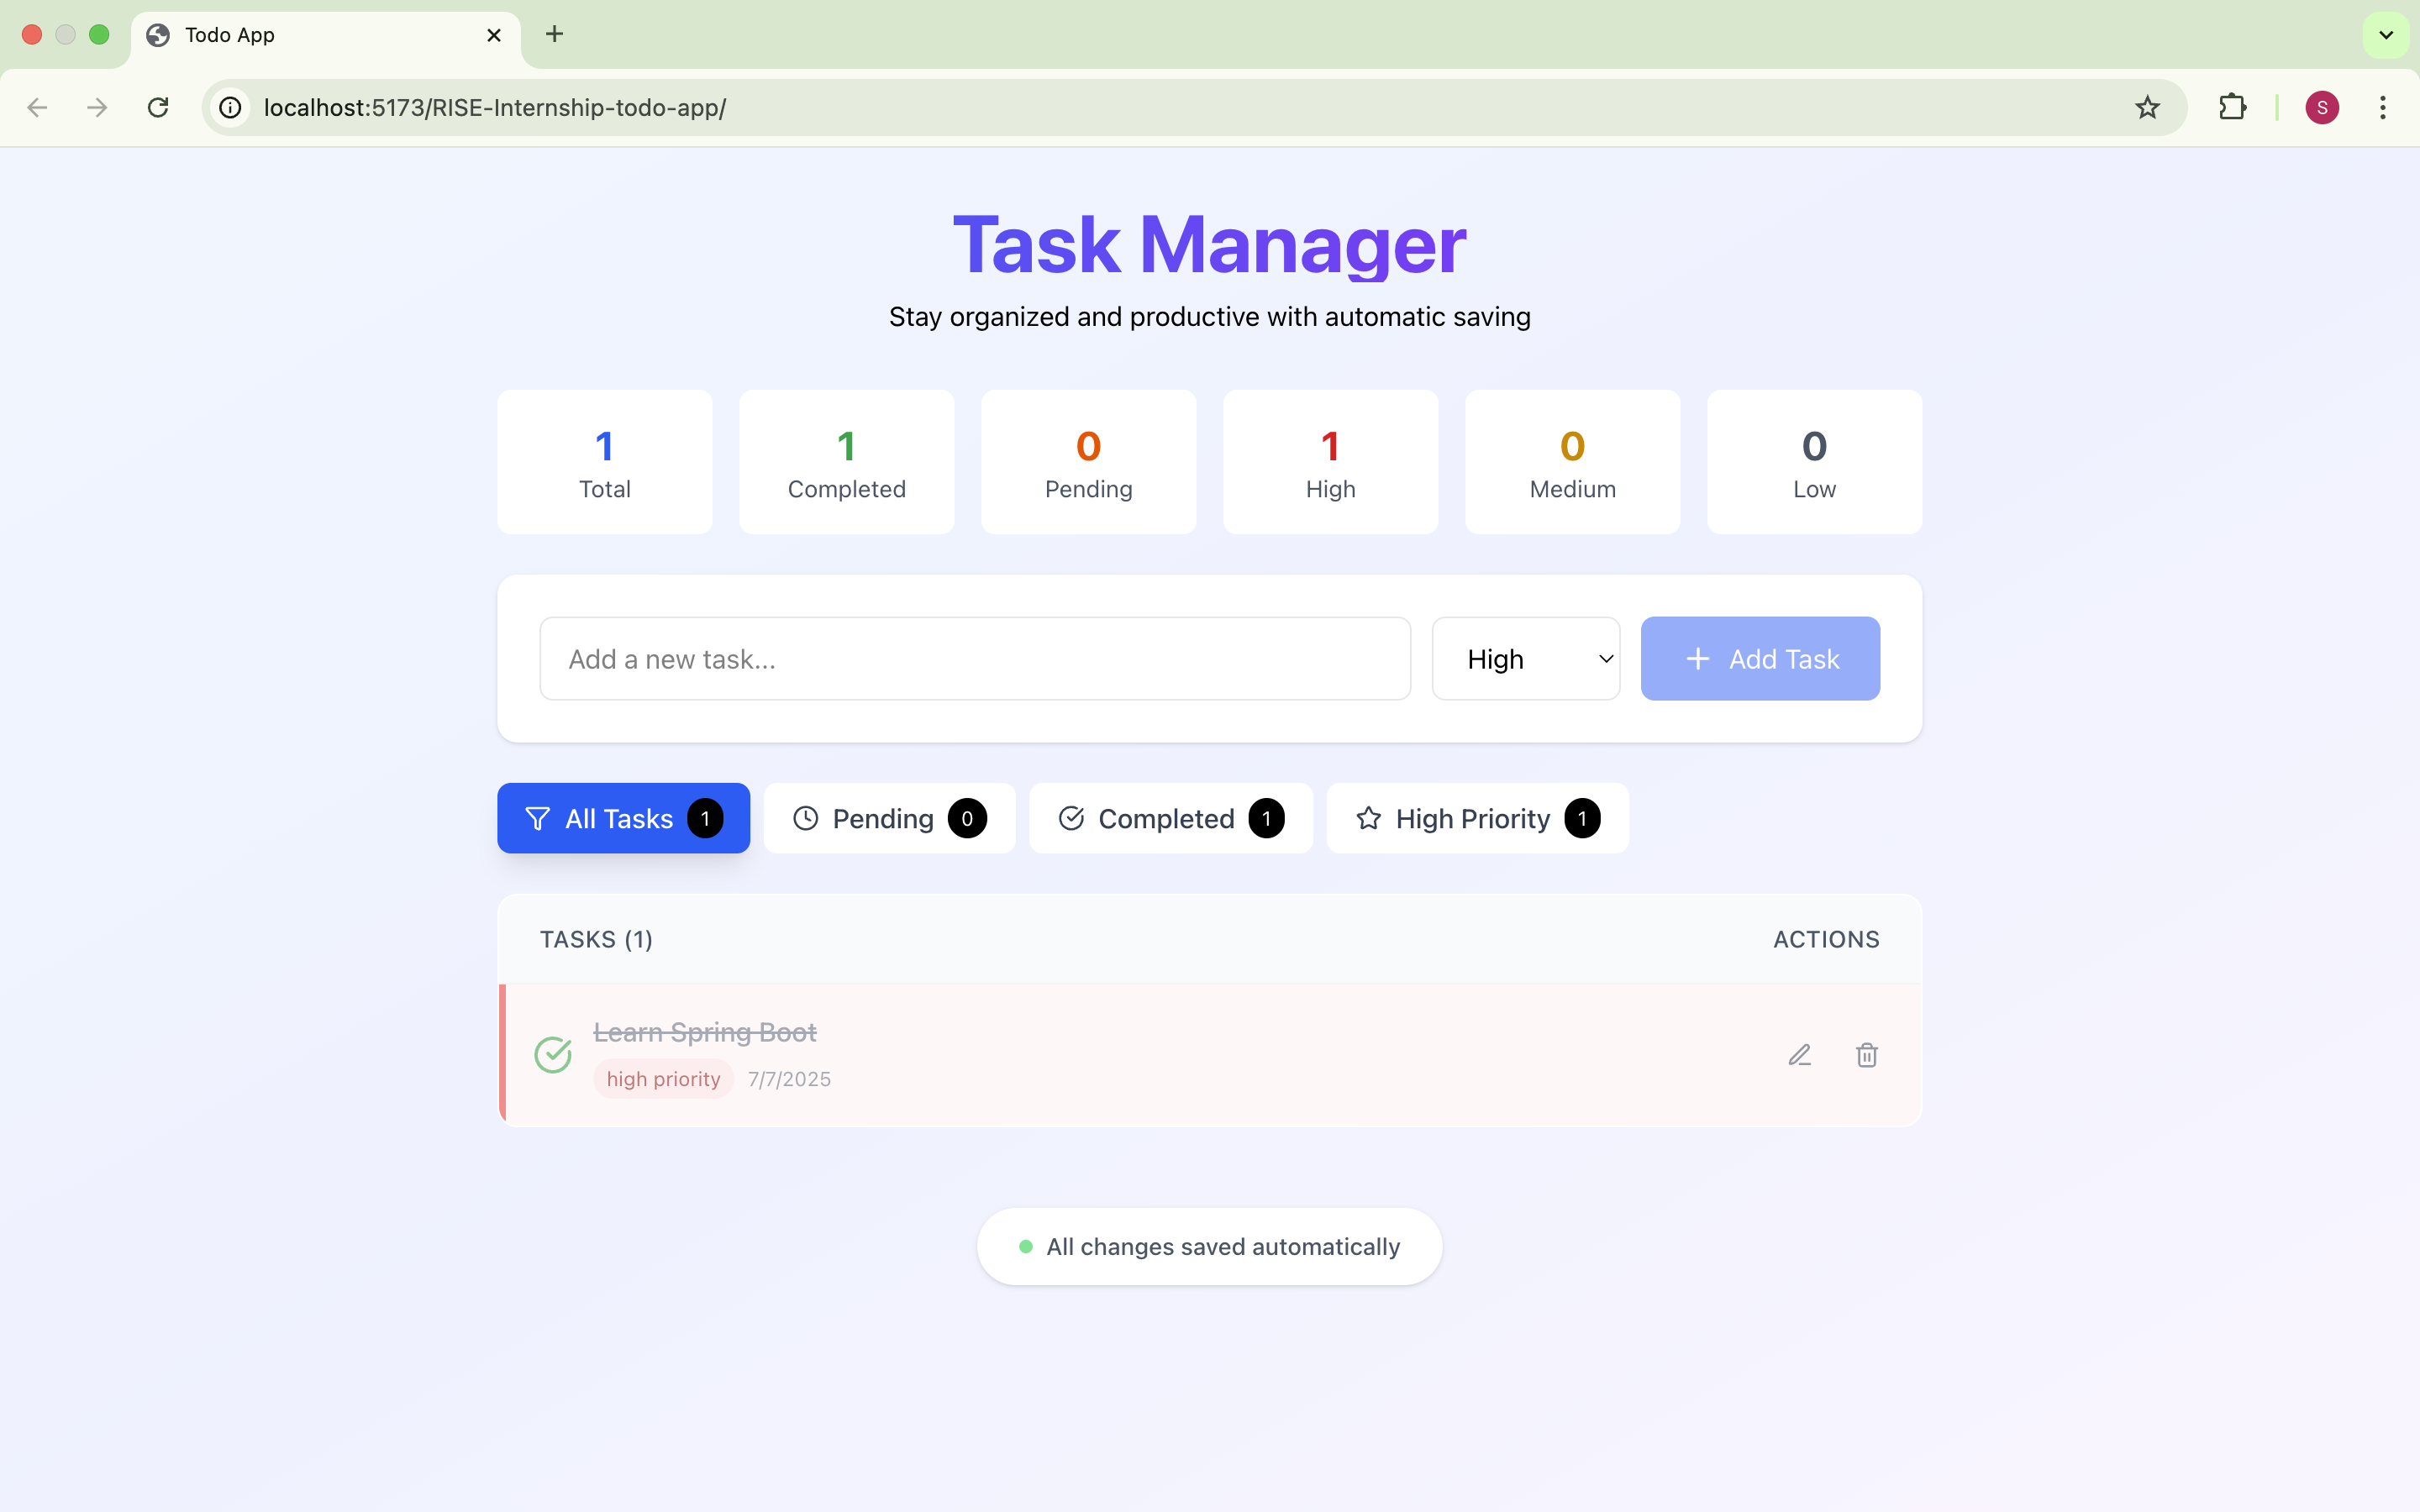 Todo App
localhost:5173/RISE-Internship-todo-app/
S
Task Manager
Stay organized and productive with automatic saving
1 1 0 1 0 0
Total Completed Pending High Medium Low
Add a new task... High Add Task
All Tasks 1 Pending 0 Completed 1 High Priority 1
TASKS (1) ACTIONS
Learn Spring Boot
high priority 7/7/2025
All changes saved automatically